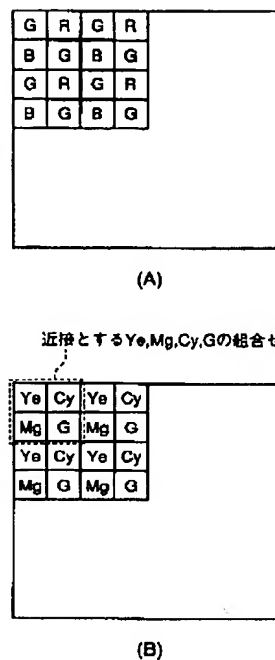 G R G R
B G B G
G R G R
B G B G
(A)
近接とするYe,Mg,Cy,Gの組合せ
Ye Cy Ye Cy
Mg G Mg G
Ye Cy Ye Cy
Mg G Mg G
(B)